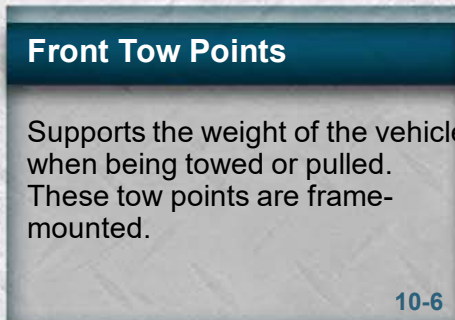 Front Tow Points
Supports the weight of the vehicle
when being towed or pulled.
These tow points are frame-
mounted.
10-6